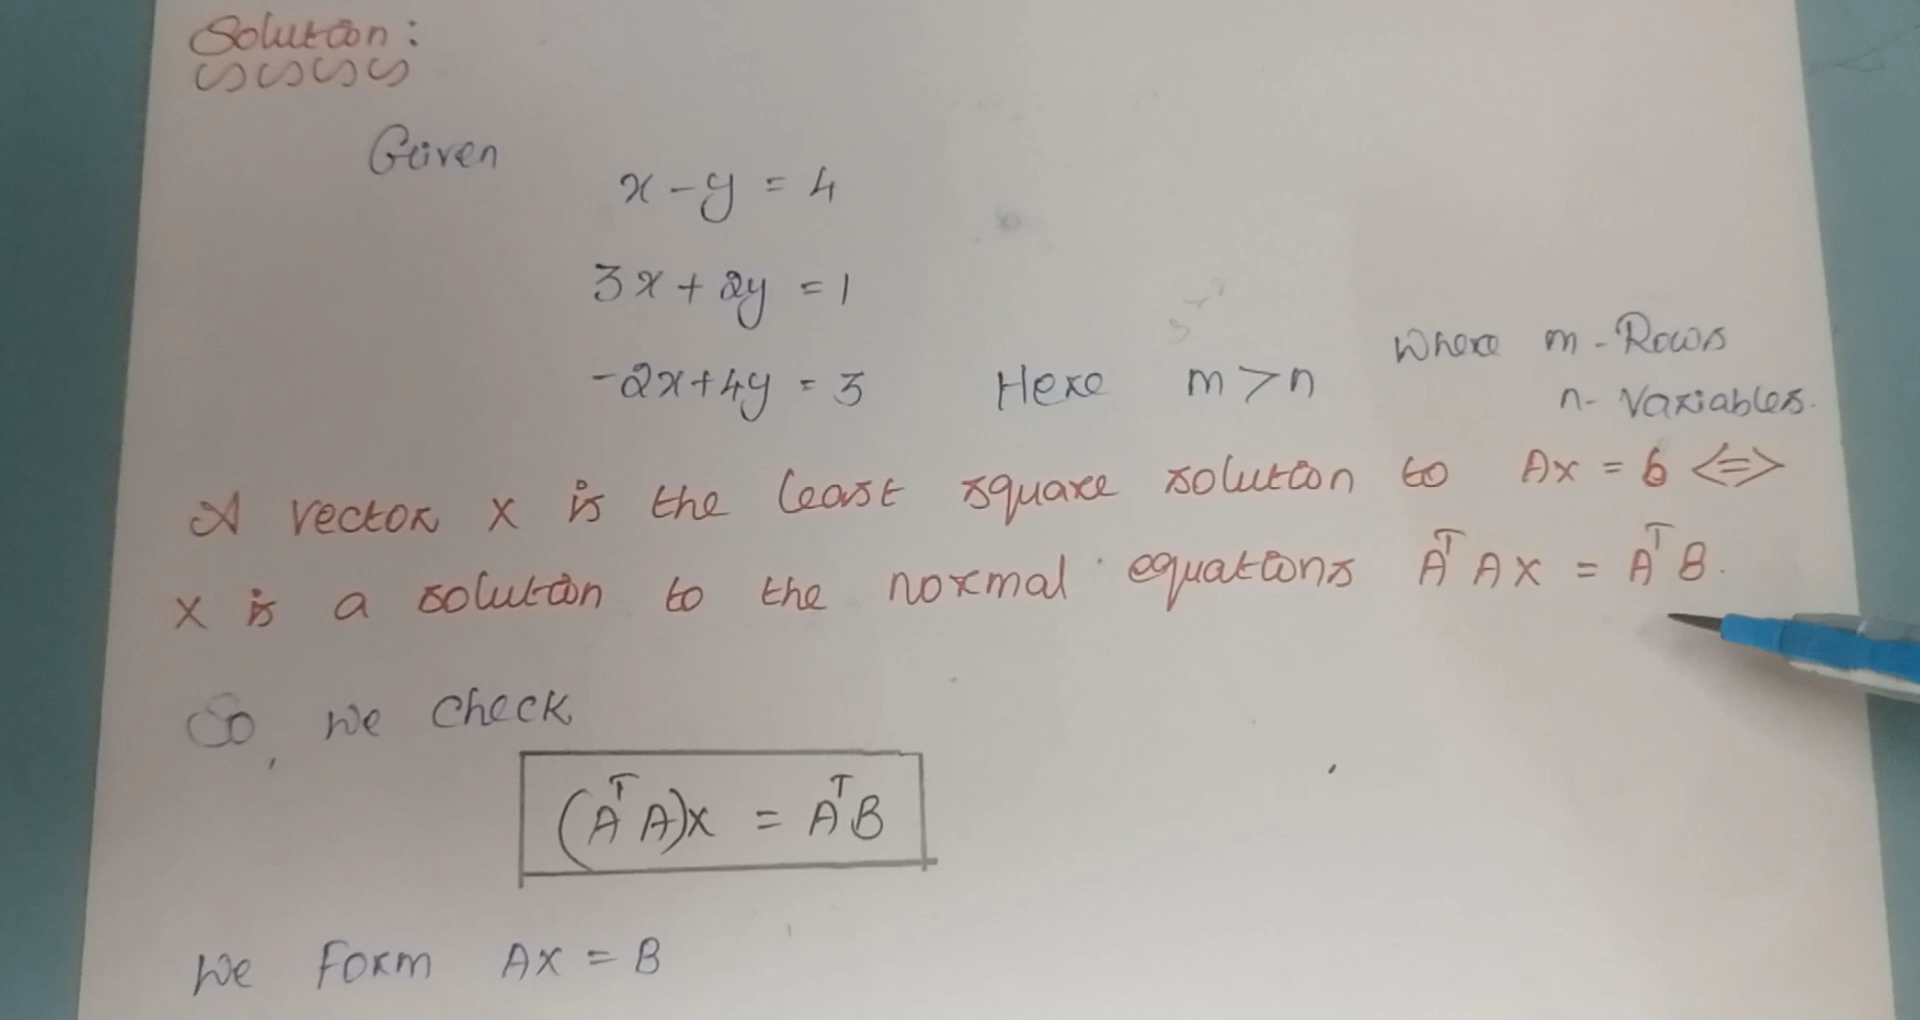 Solution:
Given
x - y = 4
3x + 2y = 1
-2x + 4y = 3 Here m > n where m - Rows
n - Variables.
A vector x is the least square solution to Ax = b <=>
x is a solution to the normal equations AᵀAx = AᵀB.
So, we check
(AᵀA)x = AᵀB
We form AX = B